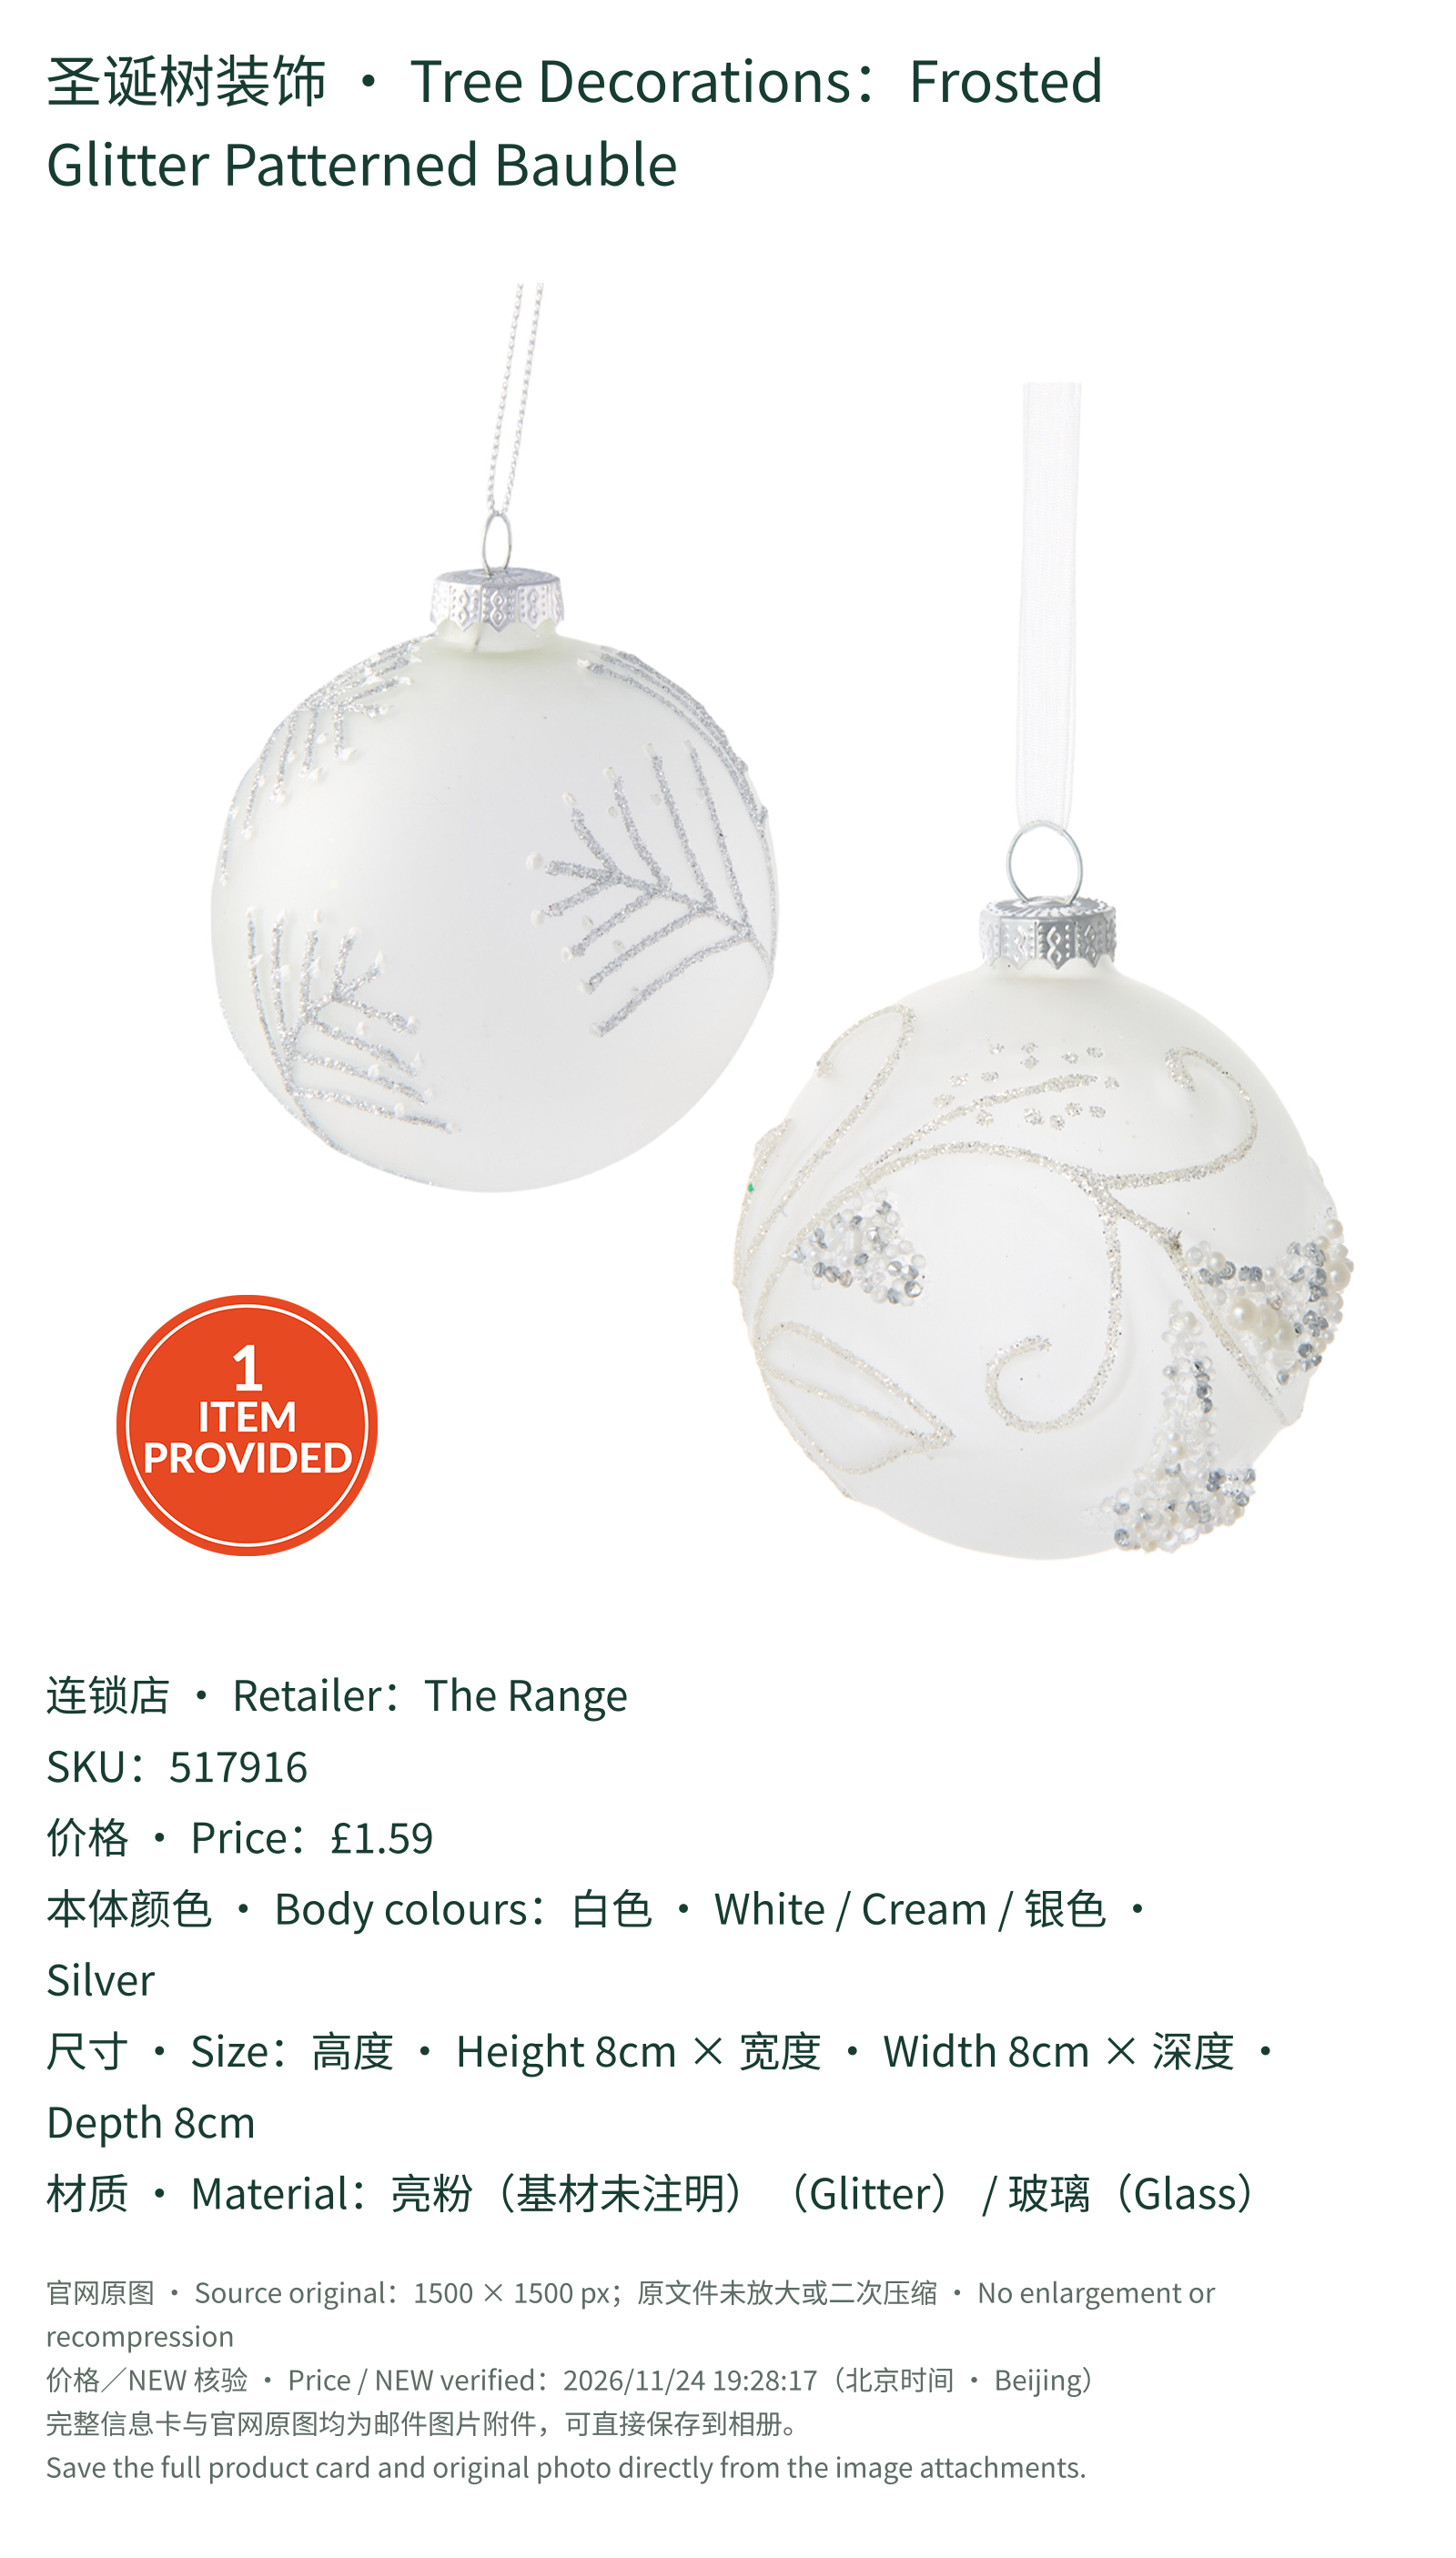 圣诞树装饰 · Tree Decorations：Frosted
Glitter Patterned Bauble
1
ITEM
PROVIDED
连锁店 · Retailer：The Range
SKU：517916
价格 · Price：£1.59
本体颜色 · Body colours：白色 · White / Cream / 银色 ·
Silver
尺寸 · Size：高度 · Height 8cm × 宽度 · Width 8cm × 深度 ·
Depth 8cm
材质 · Material：亮粉（基材未注明）（Glitter） / 玻璃（Glass）
官网原图 · Source original：1500 × 1500 px；原文件未放大或二次压缩 · No enlargement or
recompression
价格／NEW 核验 · Price / NEW verified：2026/11/24 19:28:17（北京时间 · Beijing）
完整信息卡与官网原图均为邮件图片附件，可直接保存到相册。
Save the full product card and original photo directly from the image attachments.